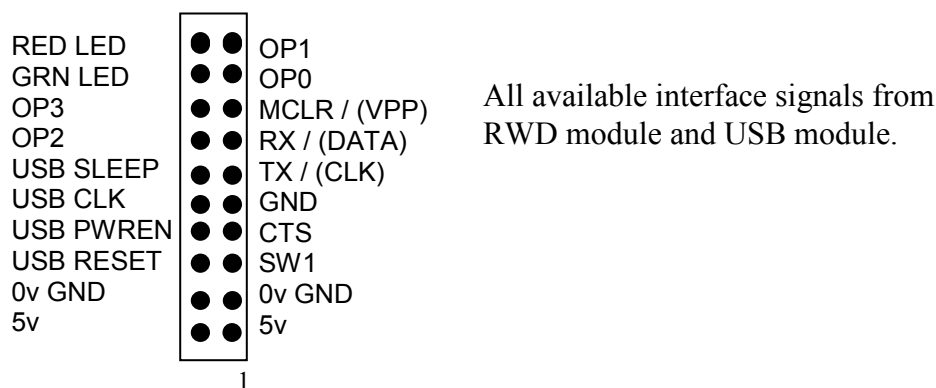 RED LED
GRN LED
OP3
OP2
USB SLEEP
USB CLK
USB PWREN
USB RESET
0v GND
5v
OP1
OP0
MCLR / (VPP)
RX / (DATA)
TX / (CLK)
GND
CTS
SW1
0v GND
5v
1
All available interface signals from
RWD module and USB module.